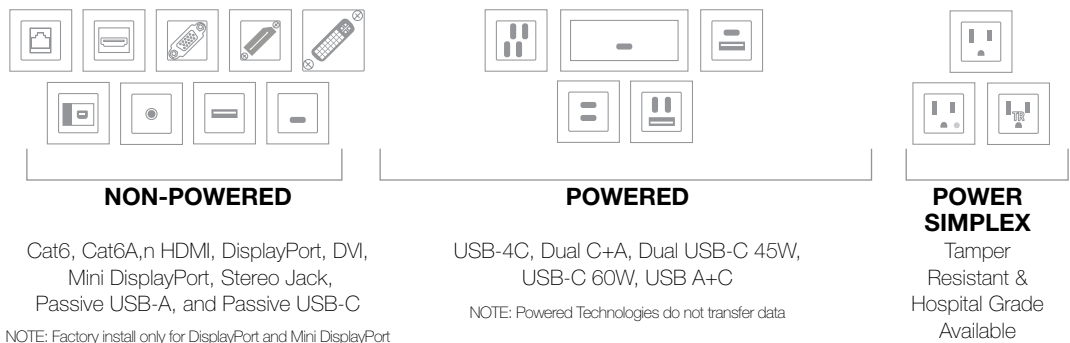 TR
NON-POWERED
Cat6, Cat6A,n HDMI, DisplayPort, DVI,
Mini DisplayPort, Stereo Jack,
Passive USB-A, and Passive USB-C
NOTE: Factory install only for DisplayPort and Mini DisplayPort
POWERED
USB-4C, Dual C+A, Dual USB-C 45W,
USB-C 60W, USB A+C
NOTE: Powered Technologies do not transfer data
POWER
SIMPLEX
Tamper
Resistant &
Hospital Grade
Available